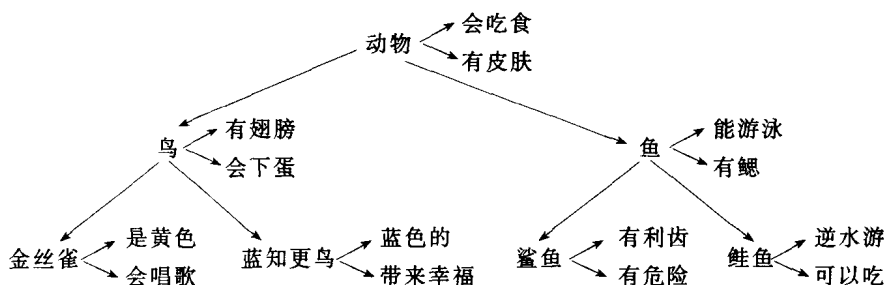 会吃食
动物
有皮肤
有翅膀
鸟
会下蛋
能游泳
鱼
有鳃
是黄色
金丝雀
会唱歌
蓝色的
蓝知更鸟
带来幸福
有利齿
鲨鱼
有危险
逆水游
鲑鱼
可以吃